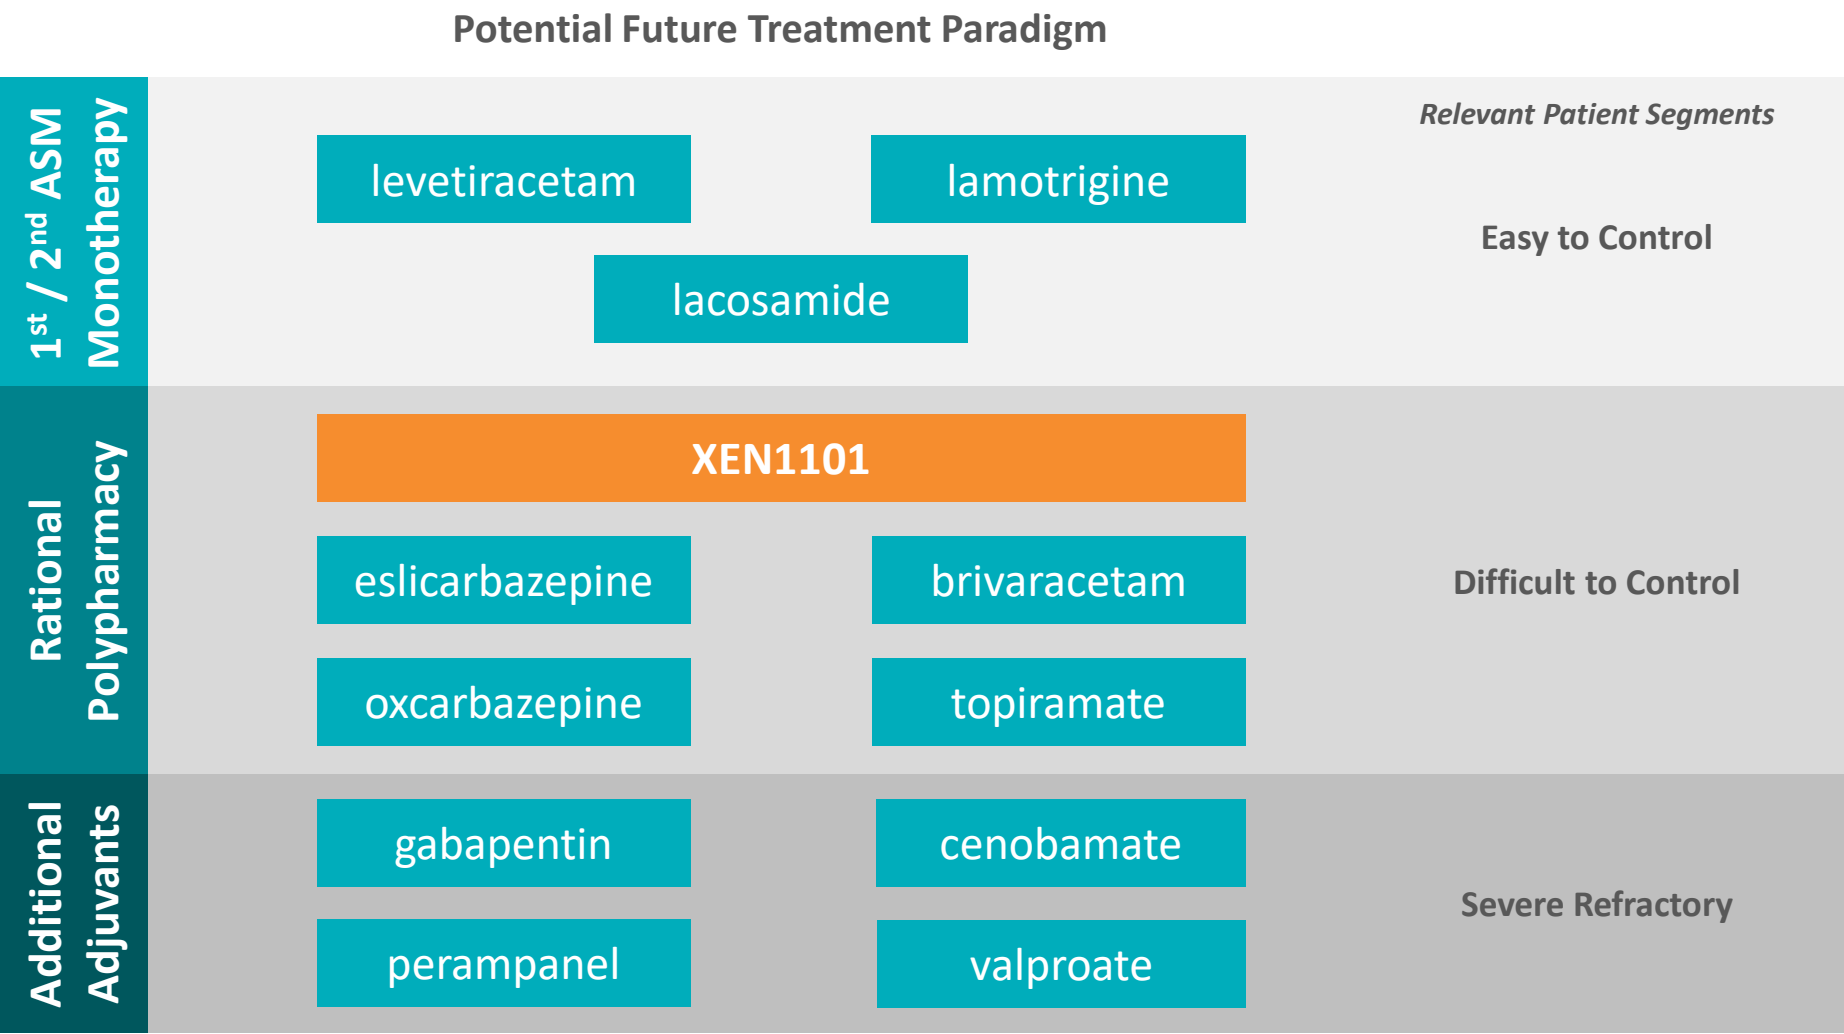 Potential Future Treatment Paradigm
1st / 2nd ASM
Monotherapy
Relevant Patient Segments
levetiracetam
lamotrigine
lacosamide
Easy to Control
Rational
Polypharmacy
XEN1101
eslicarbazepine
brivaracetam
oxcarbazepine
topiramate
Difficult to Control
Additional
Adjuvants
gabapentin
cenobamate
perampanel
valproate
Severe Refractory